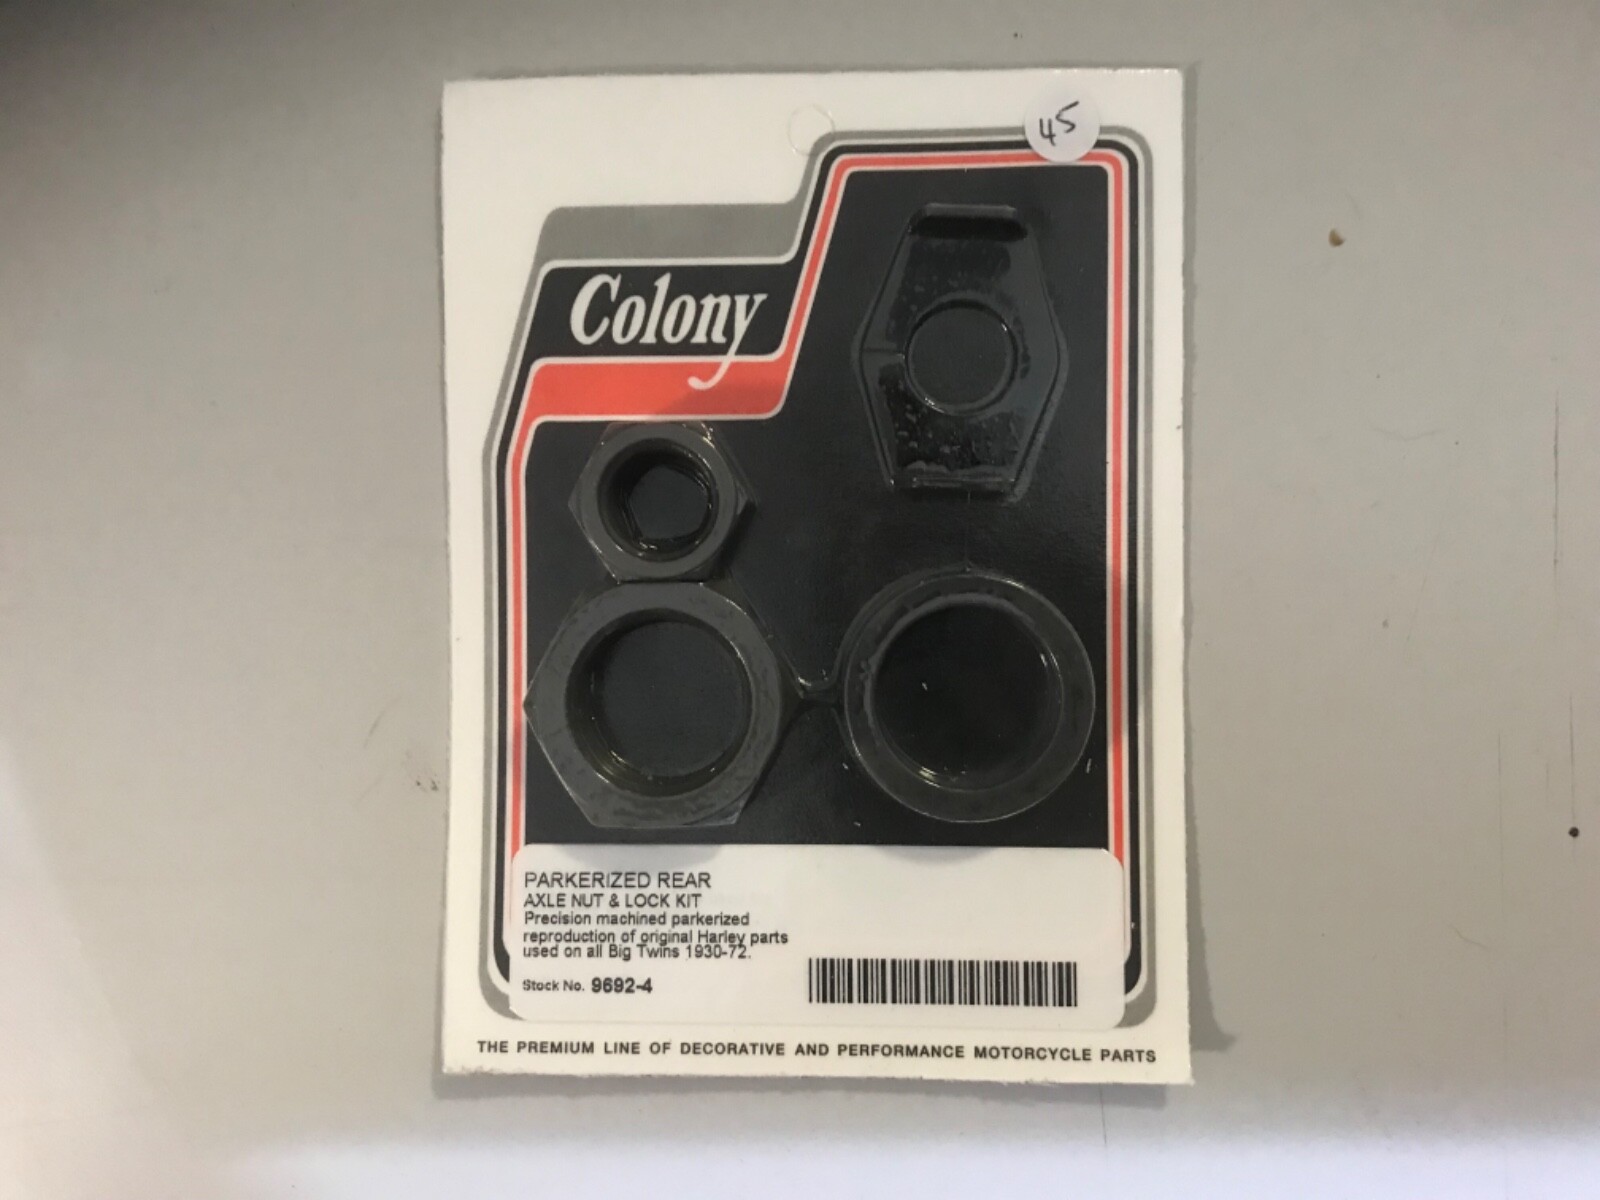 45
Colony
PARKERIZED REAR
AXLE NUT & LOCK KIT
Precision machined parkerized
reproduction of original Harley parts
used on all Big Twins 1930-72.
Stock No. 9692-4
THE PREMIUM LINE OF DECORATIVE AND PERFORMANCE MOTORCYCLE PARTS